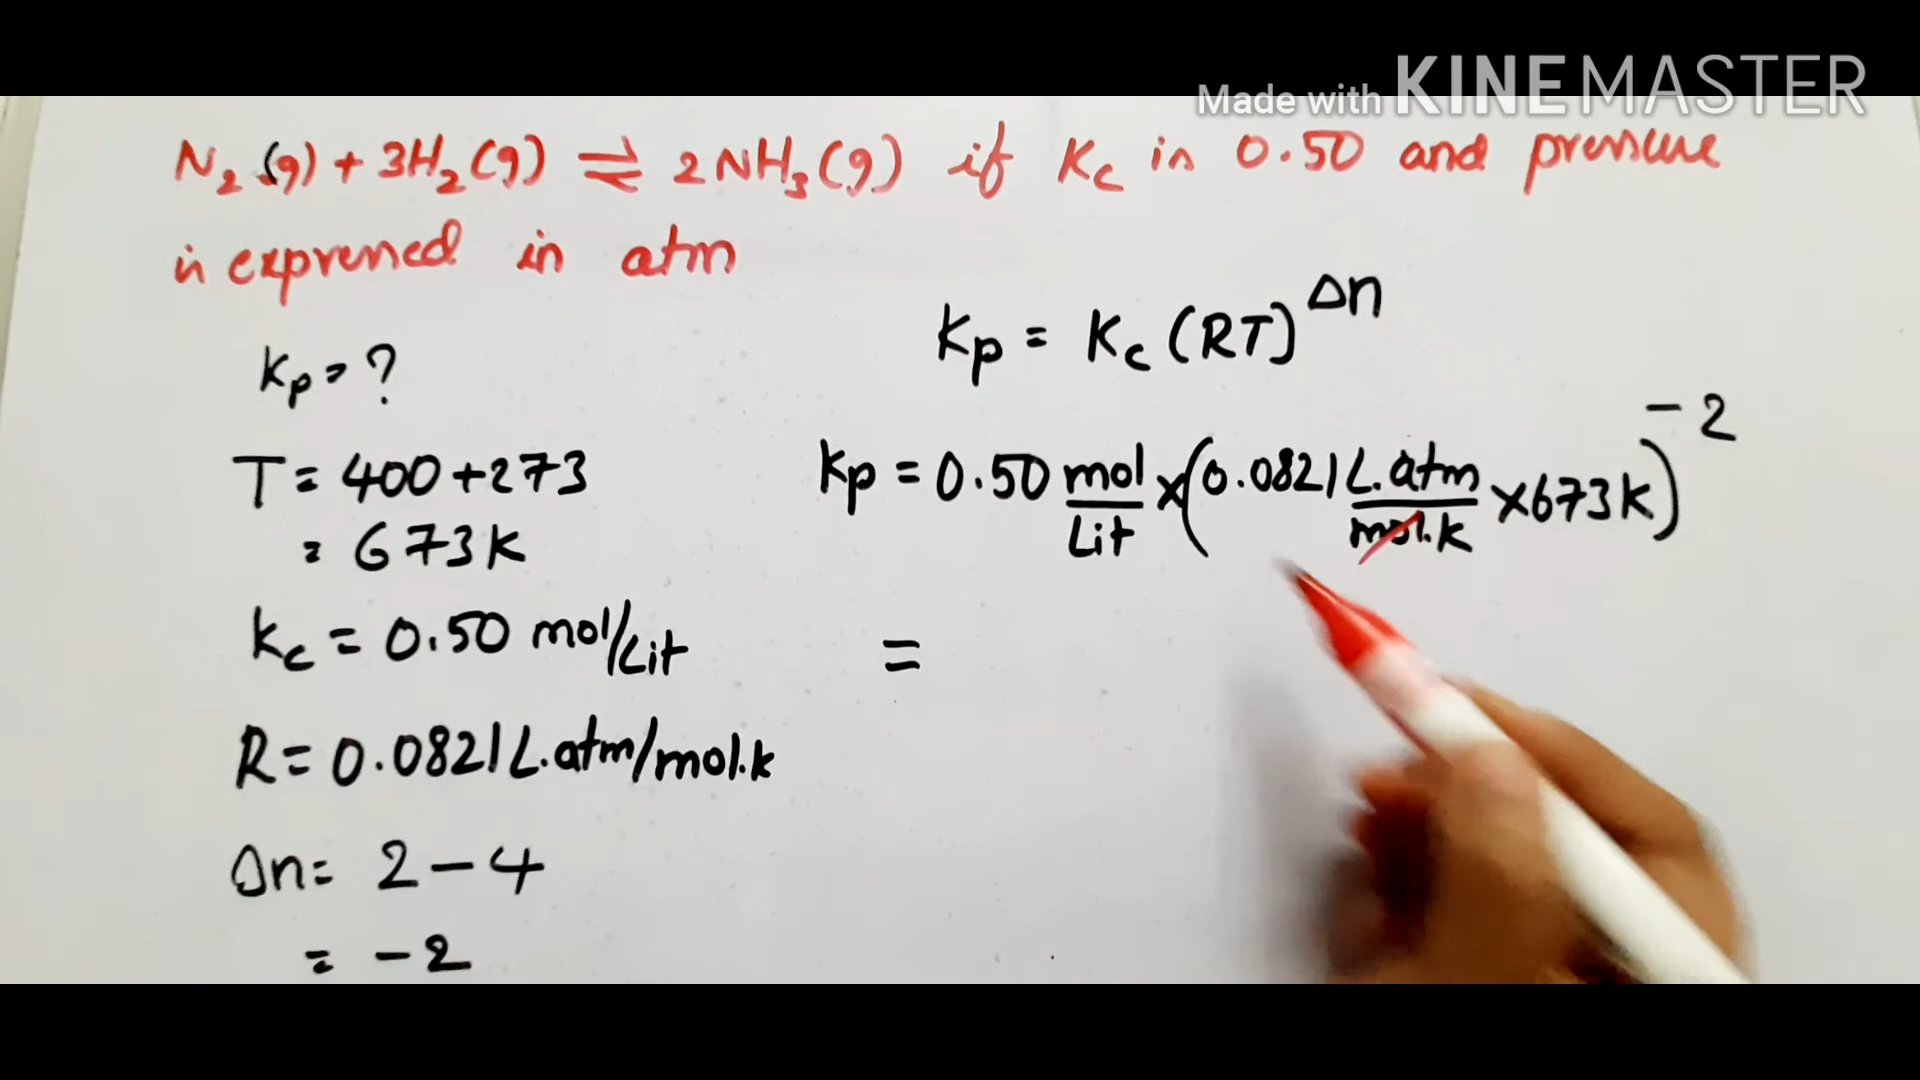 Made with KINEMASTER
N₂(g) + 3H₂(g) ⇌ 2NH₃(g) if Kc is 0.50 and pressure
is expressed in atm
Kp = ?
T = 400+273
= 673K
Kc = 0.50 mol/Lit
R = 0.0821 L.atm/mol.k
Δn = 2 - 4
= -2
Kp = Kc (RT)^Δn
Kp = 0.50 mol/Lit × (0.0821 L.atm/mol.k × 673k)^-2
=